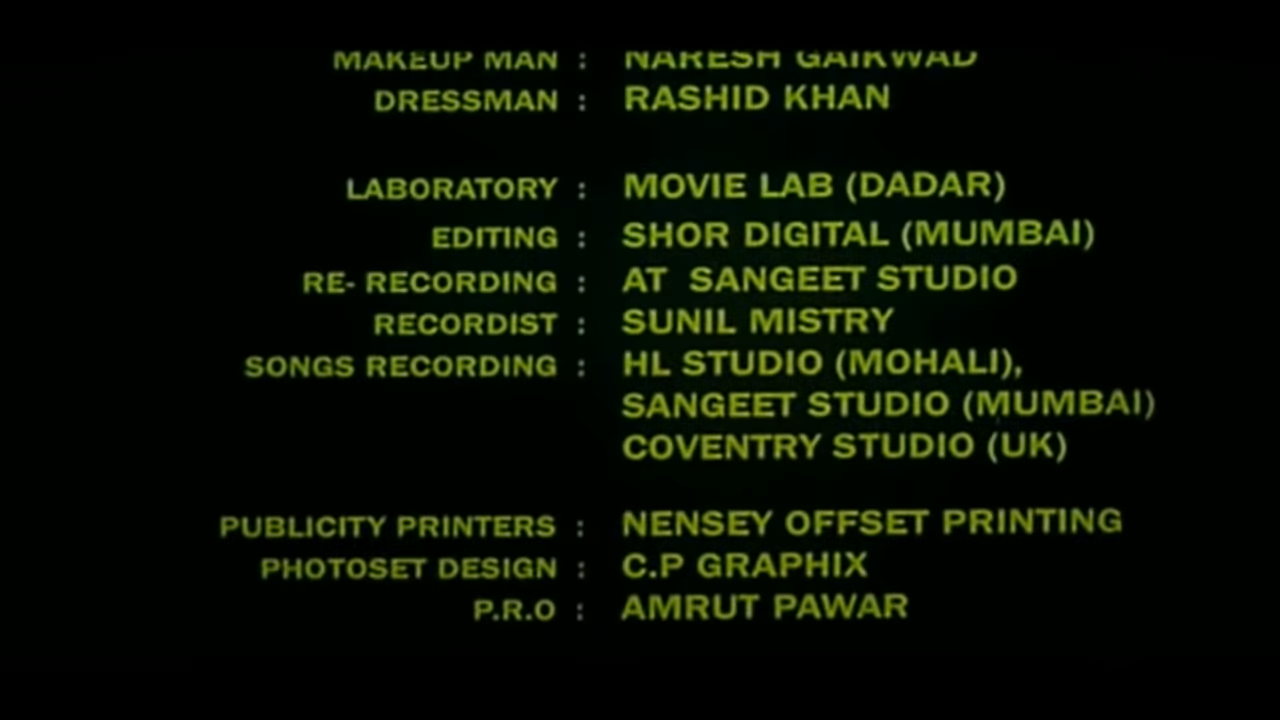 MAKEUP MAN : NARESH GAIKWAD
DRESSMAN : RASHID KHAN
LABORATORY : MOVIE LAB (DADAR)
EDITING : SHOR DIGITAL (MUMBAI)
RE- RECORDING : AT SANGEET STUDIO
RECORDIST : SUNIL MISTRY
SONGS RECORDING : HL STUDIO (MOHALI),
SANGEET STUDIO (MUMBAI)
COVENTRY STUDIO (UK)
PUBLICITY PRINTERS : NENSEY OFFSET PRINTING
PHOTOSET DESIGN : C.P GRAPHIX
P.R.O : AMRUT PAWAR